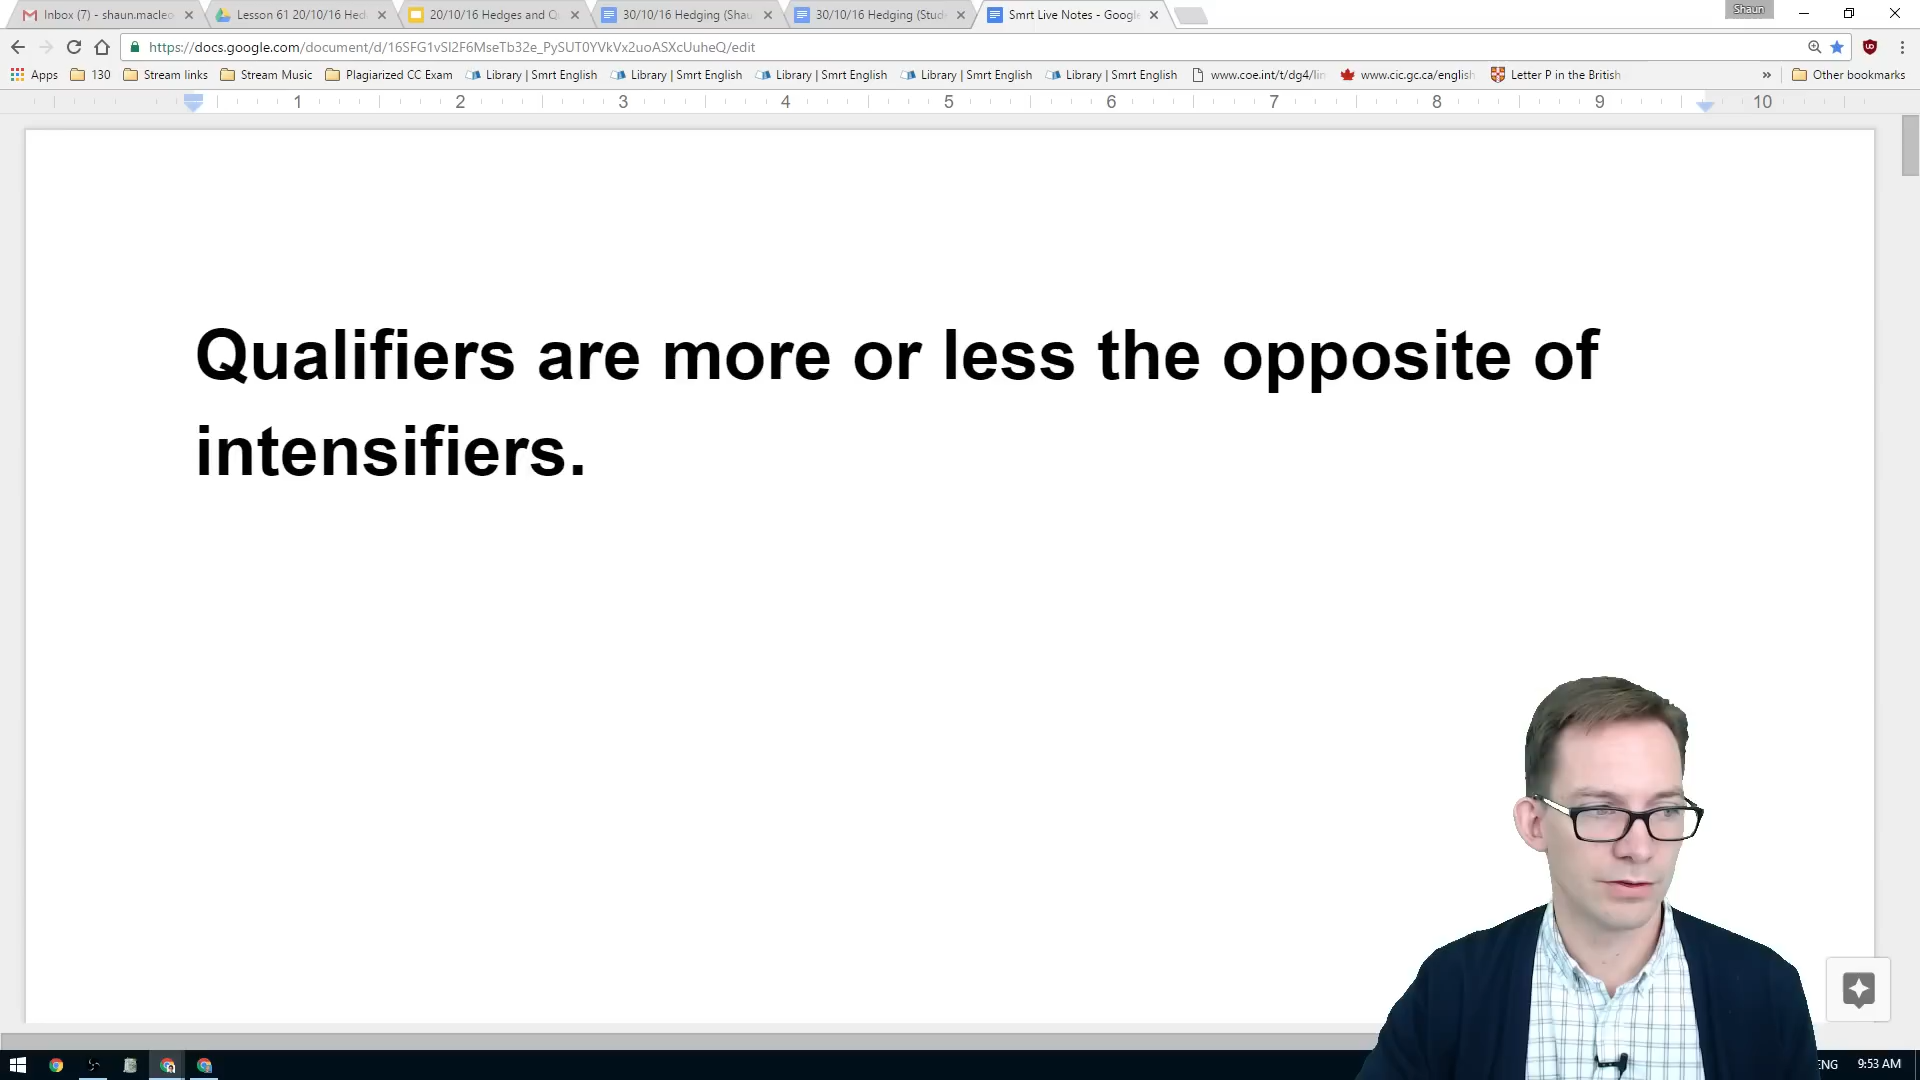 Inbox (7) - shaun.macleo
Lesson 61 20/10/16 Hed
20/10/16 Hedges and Q
30/10/16 Hedging (Shau
30/10/16 Hedging (Stud
Smrt Live Notes - Google
Shaun
https://docs.google.com/document/d/16SFG1vSI2F6MseTb32e_PySUT0YVkVx2uoASXcUuheQ/edit
Apps
130
Stream links
Stream Music
Plagiarized CC Exam
Library | Smrt English
Library | Smrt English
Library | Smrt English
Library | Smrt English
Library | Smrt English
www.coe.int/t/dg4/lin
www.cic.gc.ca/english
Letter P in the British
»
Other bookmarks
1 2 3 4 5 6 7 8 9 10
Qualifiers are more or less the opposite of
intensifiers.
ENG
9:53 AM